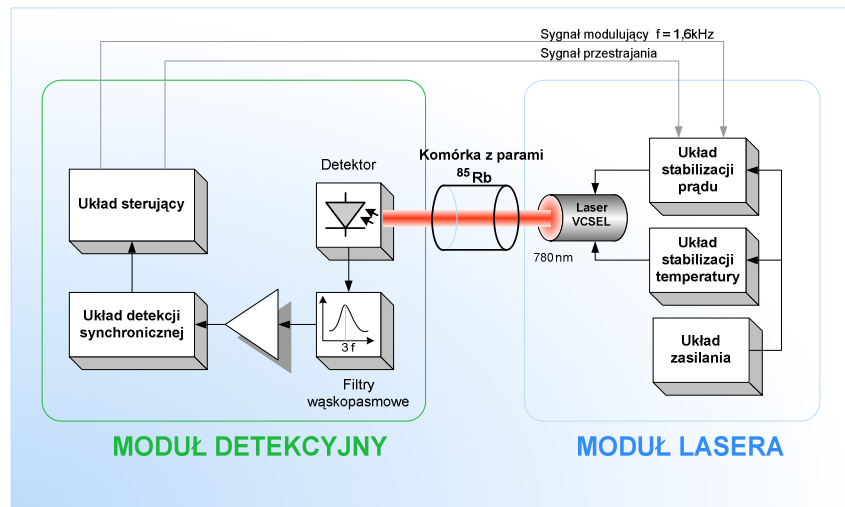 Sygnał modulujący f = 1,6kHz
Sygnał przestrajania
Komórka z parami
⁸⁵Rb
Detektor
Układ sterujący
Układ
stabilizacji
prądu
Laser
VCSEL
780 nm
Układ
stabilizacji
temperatury
Układ detekcji
synchronicznej
3 f
Układ
zasilania
Filtry
wąskopasmowe
MODUŁ DETEKCYJNY
MODUŁ LASERA